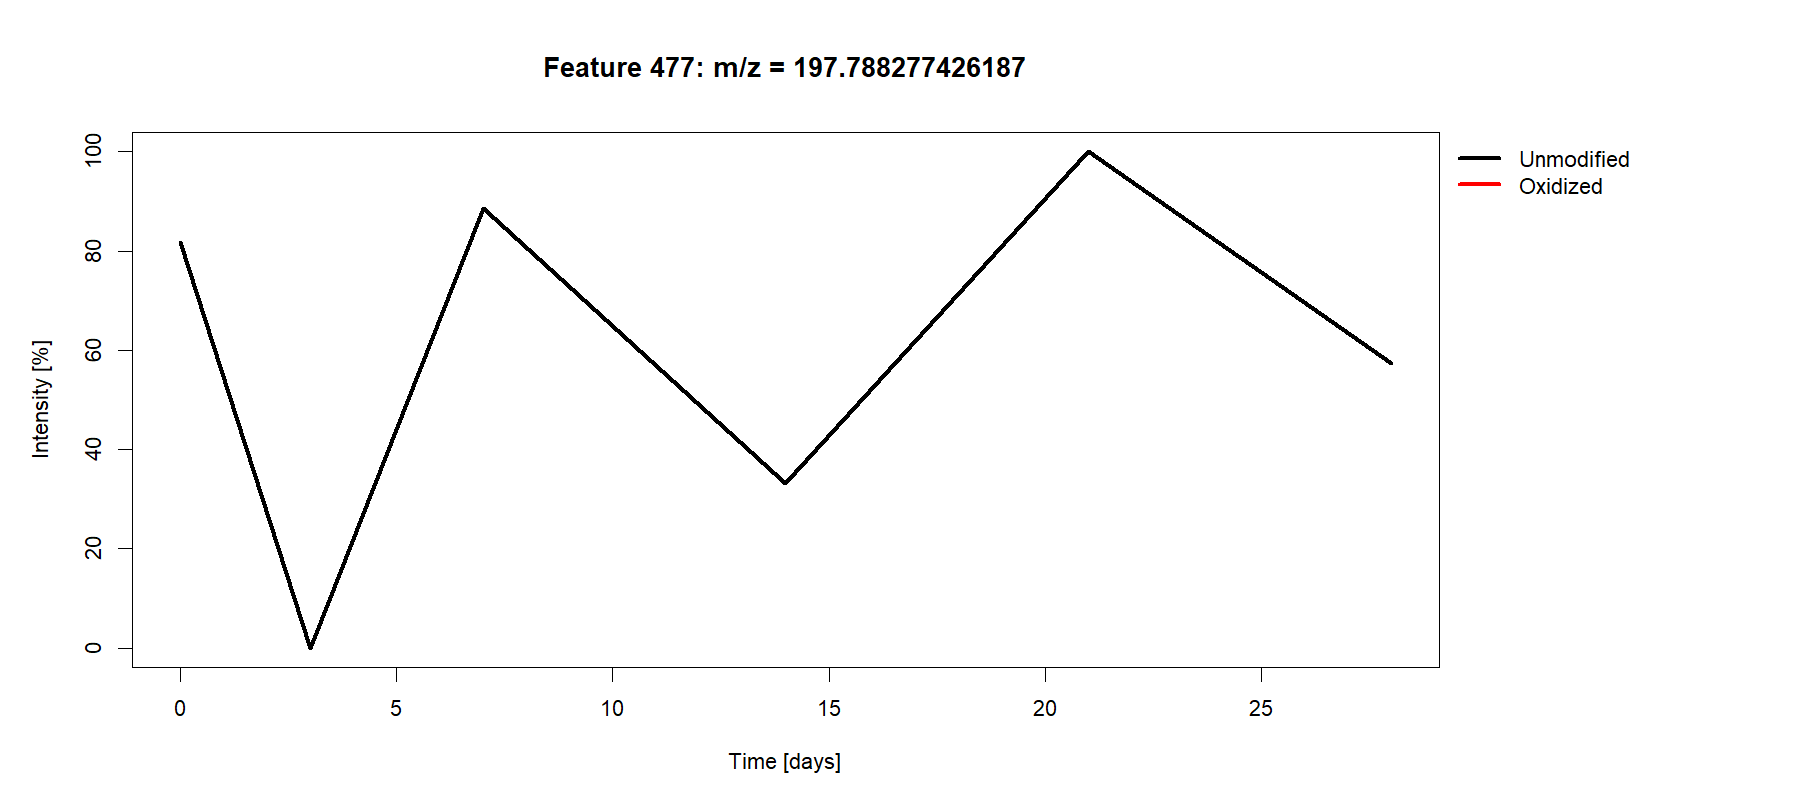 Feature 477: m/z = 197.788277426187
Unmodified
Oxidized
Intensity [%]
100
80
60
40
20
0
0 5 10 15 20 25
Time [days]